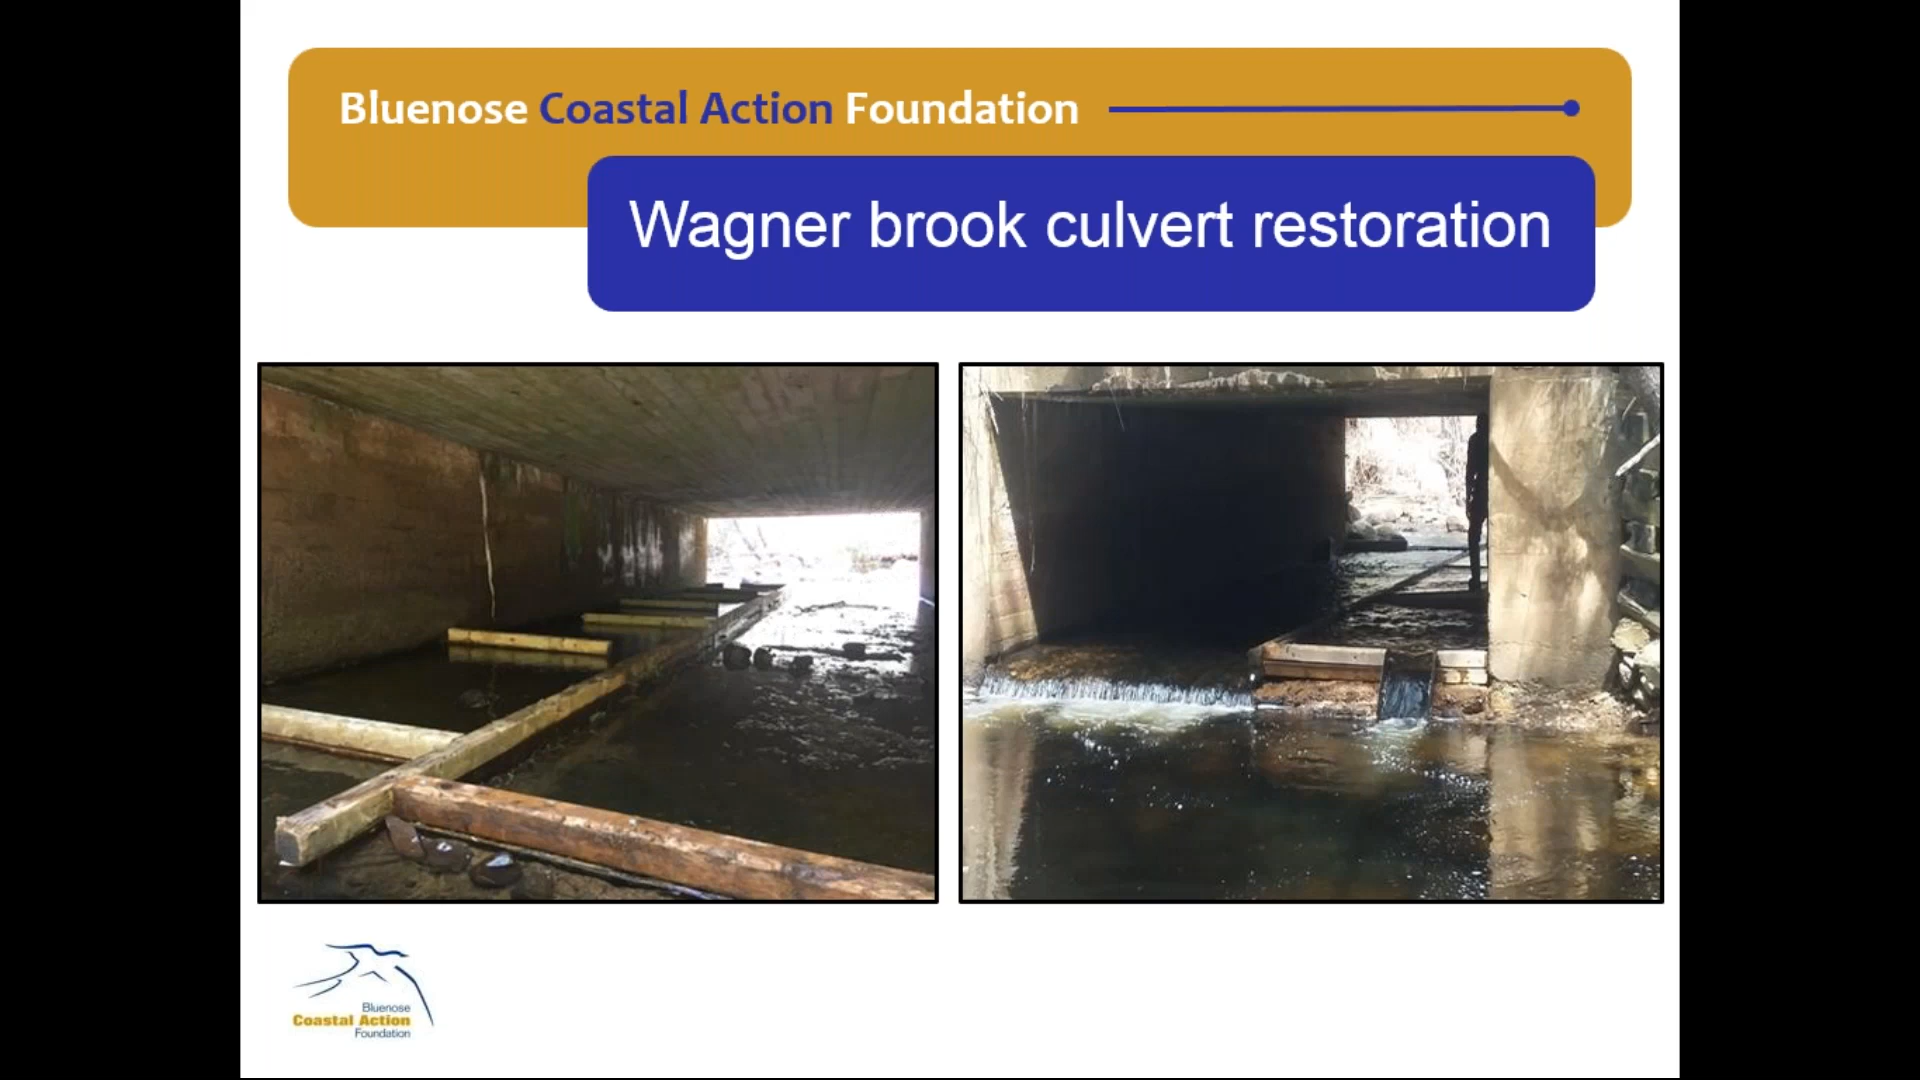 Bluenose Coastal Action Foundation
Wagner brook culvert restoration
Bluenose
Coastal Action
Foundation